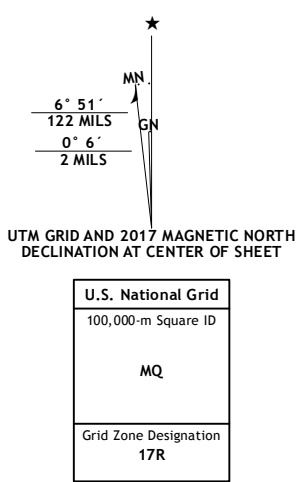 ★
MN
6° 51´
122 MILS
GN
0° 6´
2 MILS
UTM GRID AND 2017 MAGNETIC NORTH
DECLINATION AT CENTER OF SHEET
U.S. National Grid
100,000-m Square ID
MQ
Grid Zone Designation
17R